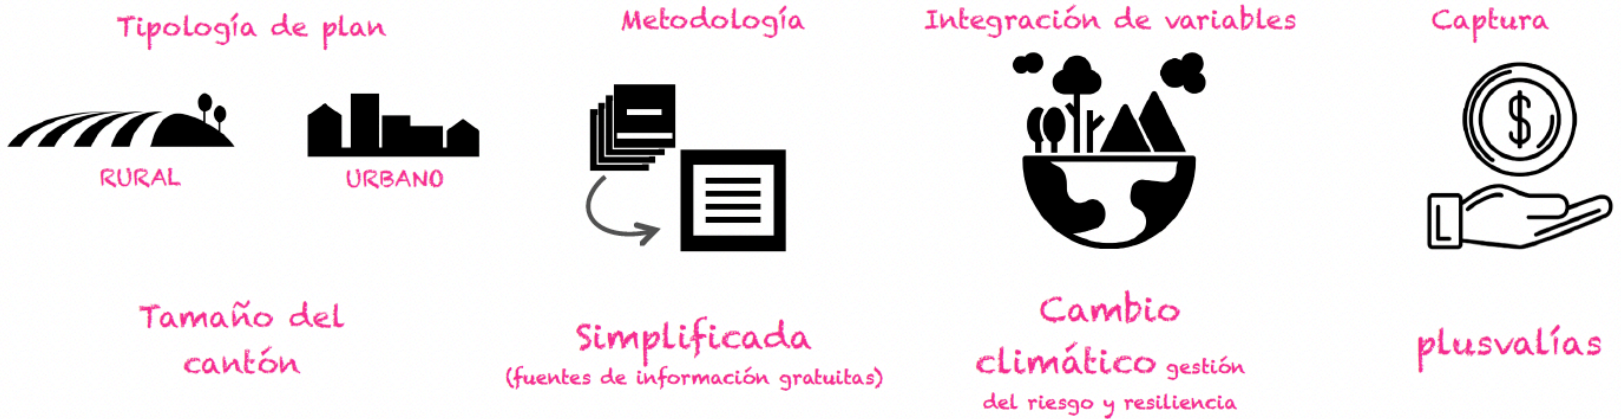 Tipología de plan
RURAL
URBANO
Tamaño del
cantón
Metodología
Simplificada
(fuentes de información gratuitas)
Integración de variables
Cambio
climático gestión
del riesgo y resiliencia
Captura
$
plusvalías